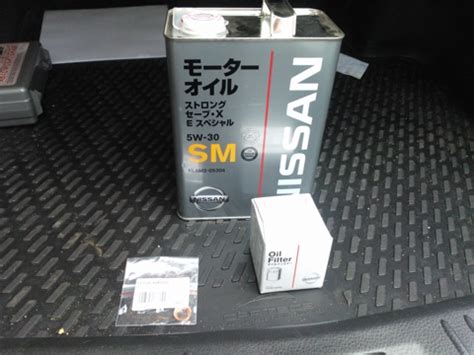 モーター
オイル
ストロング
セーブ・X
E スペシャル
5W-30
SM
NISSAN
NISSAN
Oil
Filter